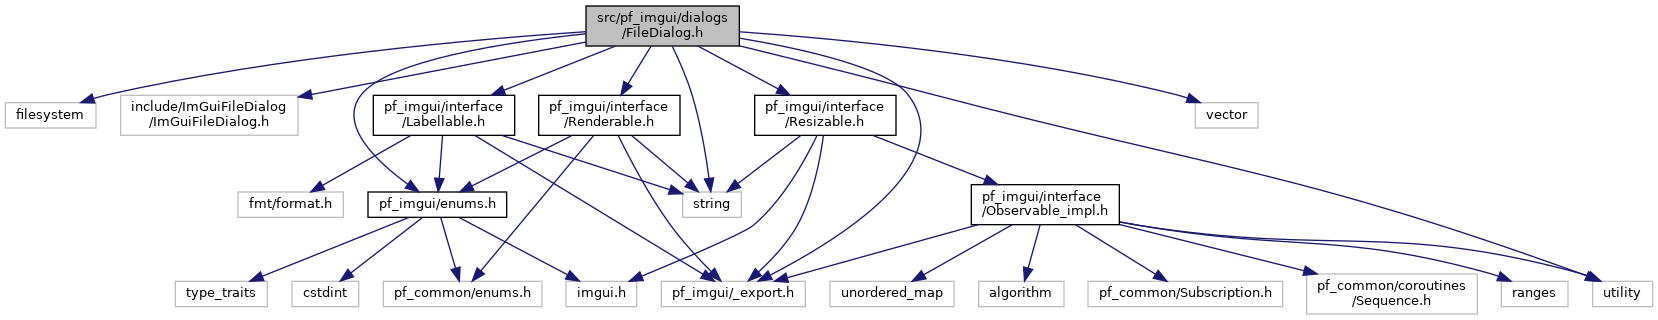 src/pf_imgui/dialogs
/FileDialog.h
filesystem
include/ImGuiFileDialog
/ImGuiFileDialog.h
pf_imgui/interface
/Labellable.h
pf_imgui/interface
/Renderable.h
pf_imgui/interface
/Resizable.h
vector
fmt/format.h
pf_imgui/enums.h
string
pf_imgui/interface
/Observable_impl.h
type_traits
cstdint
pf_common/enums.h
imgui.h
pf_imgui/_export.h
unordered_map
algorithm
pf_common/Subscription.h
pf_common/coroutines
/Sequence.h
ranges
utility